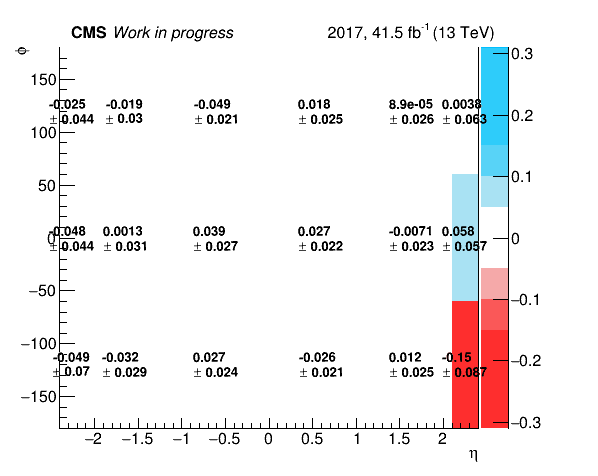 CMS Work in progress 2017, 41.5 fb-1 (13 TeV)
ϕ
150
100
50
0
−50
−100
−150
-0.025 -0.019 -0.049 0.018 8.9e-05 0.0038
± 0.044 ± 0.03 ± 0.021 ± 0.025 ± 0.026 ± 0.063
-0.048 0.0013 0.039 0.027 -0.0071 0.058
± 0.044 ± 0.031 ± 0.027 ± 0.022 ± 0.023 ± 0.057
-0.049 -0.032 0.027 -0.026 0.012 -0.15
± 0.07 ± 0.029 ± 0.024 ± 0.021 ± 0.025 ± 0.087
0.3
0.2
0.1
0
−0.1
−0.2
−0.3
−2 −1.5 −1 −0.5 0 0.5 1 1.5 2
η